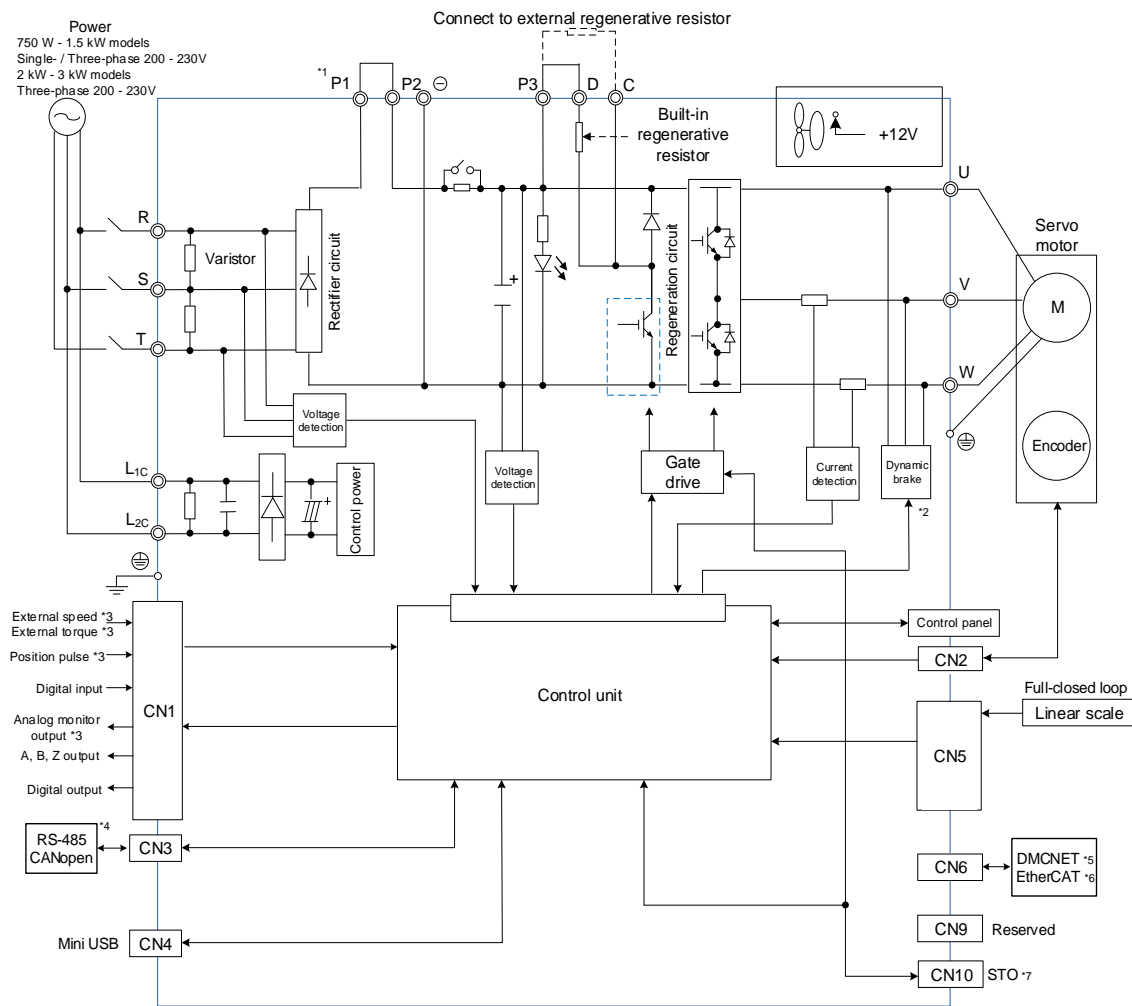 Connect to external regenerative resistor
Power
750 W - 1.5 kW models
Single- / Three-phase 200 - 230V
2 kW - 3 kW models
Three-phase 200 - 230V
*1
P1
P2
⊖
P3
D
C
Built-in
regenerative
resistor
+12V
U
R
Varistor
S
T
Rectifier circuit
Regeneration circuit
Servo
motor
V
M
W
Voltage
detection
Voltage
detection
Gate
drive
Current
detection
Dynamic
brake
*2
Encoder
L1C
L2C
Control power
External speed *3
External torque *3
Position pulse *3
Digital input
Analog monitor
output *3
A, B, Z output
Digital output
CN1
Control unit
Control panel
CN2
Full-closed loop
Linear scale
CN5
RS-485
CANopen
*4
CN3
CN6
DMCNET *5
EtherCAT *6
Mini USB
CN4
CN9
Reserved
CN10
STO *7